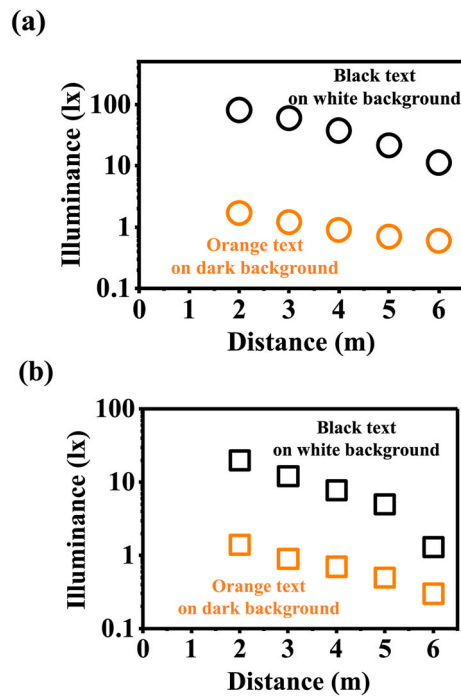 (a)
Black text
on white background
100
10
1
0.1
Illuminance (lx)
Orange text
on dark background
0 1 2 3 4 5 6
Distance (m)
(b)
Black text
on white background
100
10
1
0.1
Illuminance (lx)
Orange text
on dark background
0 1 2 3 4 5 6
Distance (m)